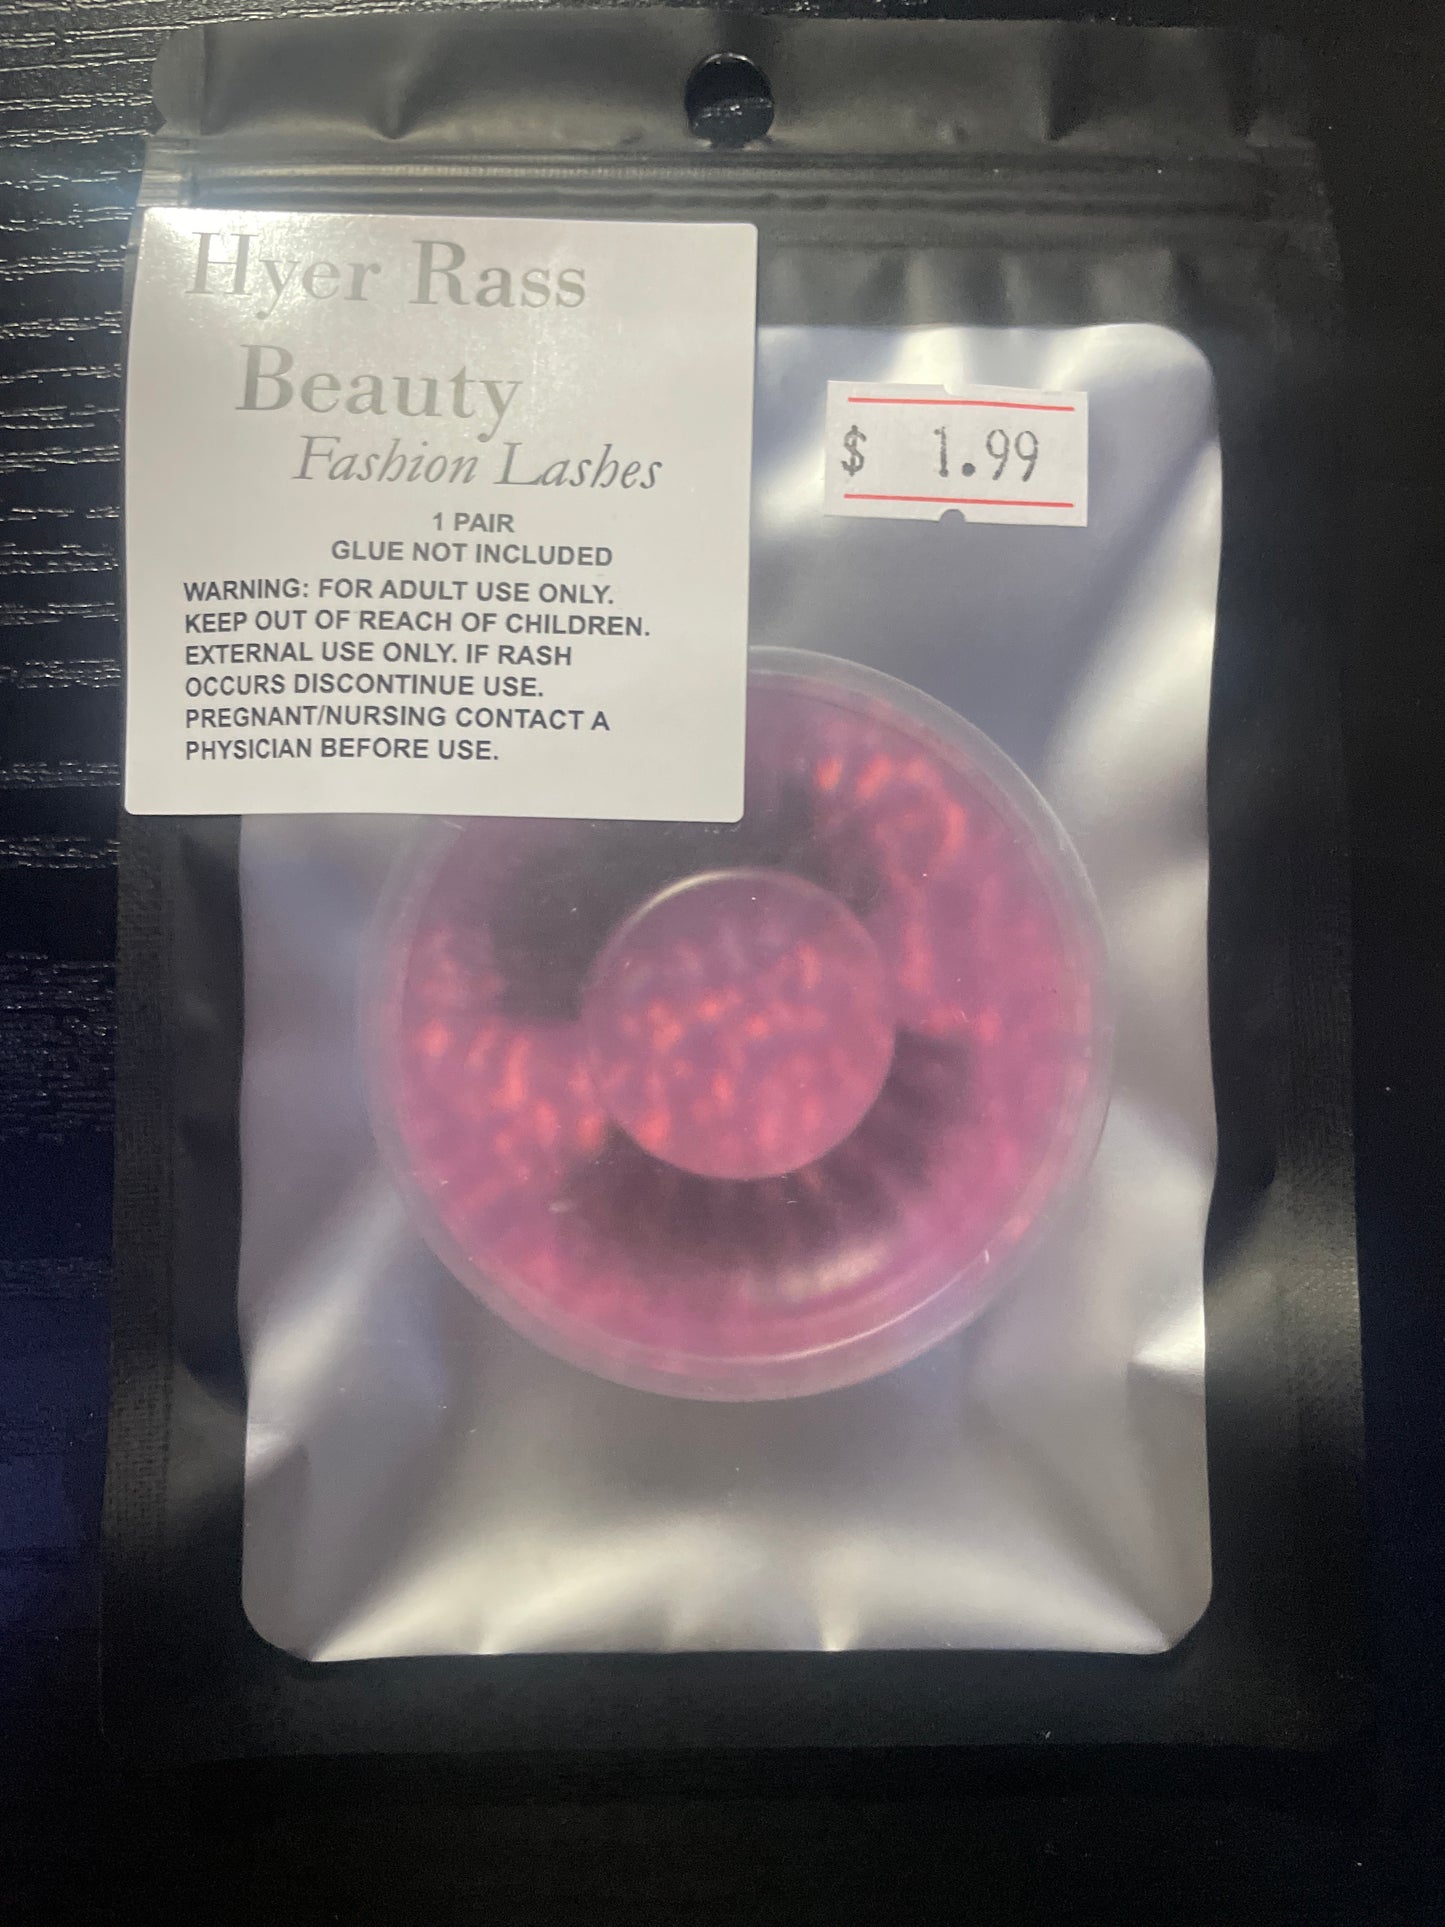 Hyer Rass
Beauty
Fashion Lashes
1 PAIR
GLUE NOT INCLUDED
WARNING: FOR ADULT USE ONLY.
KEEP OUT OF REACH OF CHILDREN.
EXTERNAL USE ONLY. IF RASH
OCCURS DISCONTINUE USE.
PREGNANT/NURSING CONTACT A
PHYSICIAN BEFORE USE.
$ 1.99